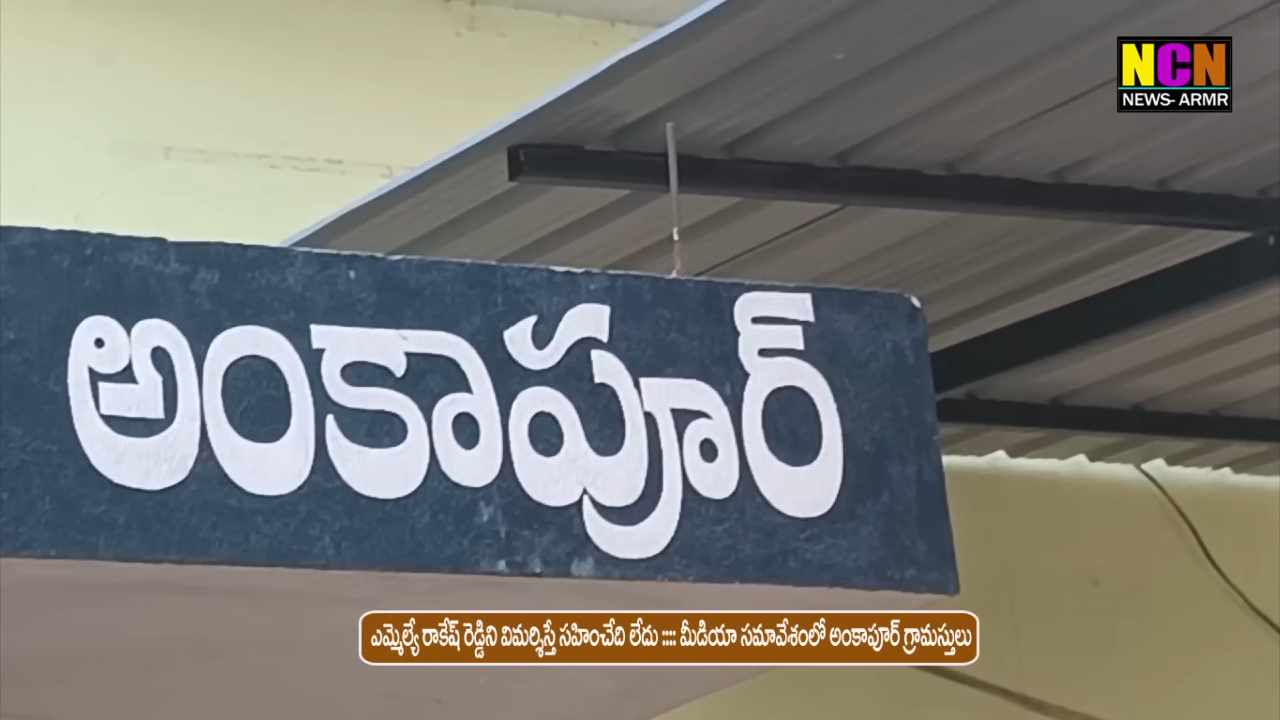 NCN
NEWS- ARMR
అంకాపూర్
ఎమ్మెల్యే రాకేష్ రెడ్డిని విమర్శిస్తే సహించేది లేదు :::: మీడియా సమావేశంలో అంకాపూర్ గ్రామస్తులు